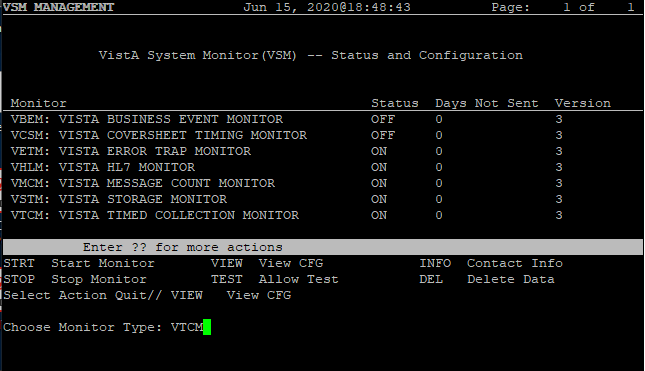 VSM MANAGEMENT Jun 15, 2020@18:48:43 Page: 1 of 1
VistA System Monitor(VSM) -- Status and Configuration
Monitor Status Days Not Sent Version
VBEM: VISTA BUSINESS EVENT MONITOR OFF 0 3
VCSM: VISTA COVERSHEET TIMING MONITOR OFF 0 3
VETM: VISTA ERROR TRAP MONITOR ON 0 3
VHLM: VISTA HL7 MONITOR ON 0 3
VMCM: VISTA MESSAGE COUNT MONITOR ON 0 3
VSTM: VISTA STORAGE MONITOR ON 0 3
VTCM: VISTA TIMED COLLECTION MONITOR ON 0 3
Enter ?? for more actions
STRT Start Monitor VIEW View CFG INFO Contact Info
STOP Stop Monitor TEST Allow Test DEL Delete Data
Select Action Quit// VIEW View CFG
Choose Monitor Type: VTCM